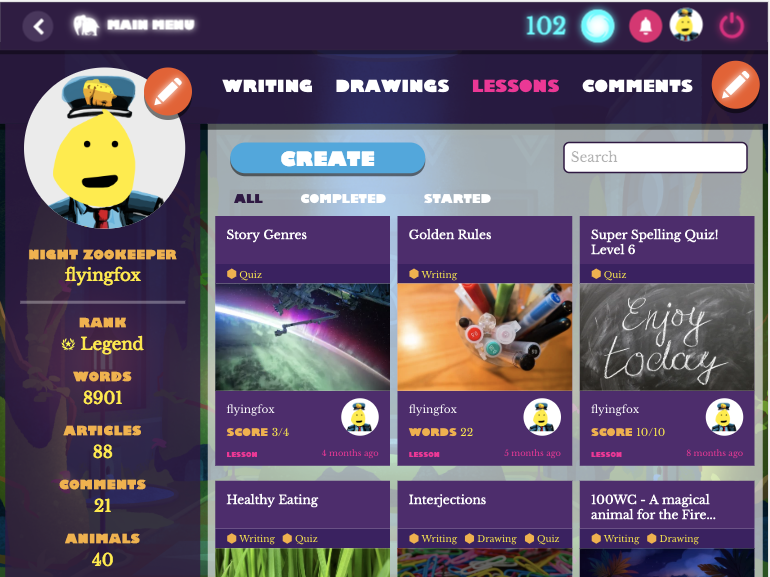 MAIN MENU
102
WRITING DRAWINGS LESSONS COMMENTS
CREATE
Search
ALL COMPLETED STARTED
NIGHT ZOOKEEPER
flyingfox
RANK
Legend
WORDS
8901
ARTICLES
88
COMMENTS
21
ANIMALS
40
Story Genres
Quiz
flyingfox
SCORE 3/4
LESSON 4 months ago
Golden Rules
Writing
flyingfox
WORDS 22
LESSON 5 months ago
Super Spelling Quiz!
Level 6
Quiz
Enjoy
today
flyingfox
SCORE 10/10
LESSON 8 months ago
Healthy Eating
Writing Quiz
Interjections
Writing Drawing Quiz
100WC - A magical
animal for the Fire...
Writing Drawing